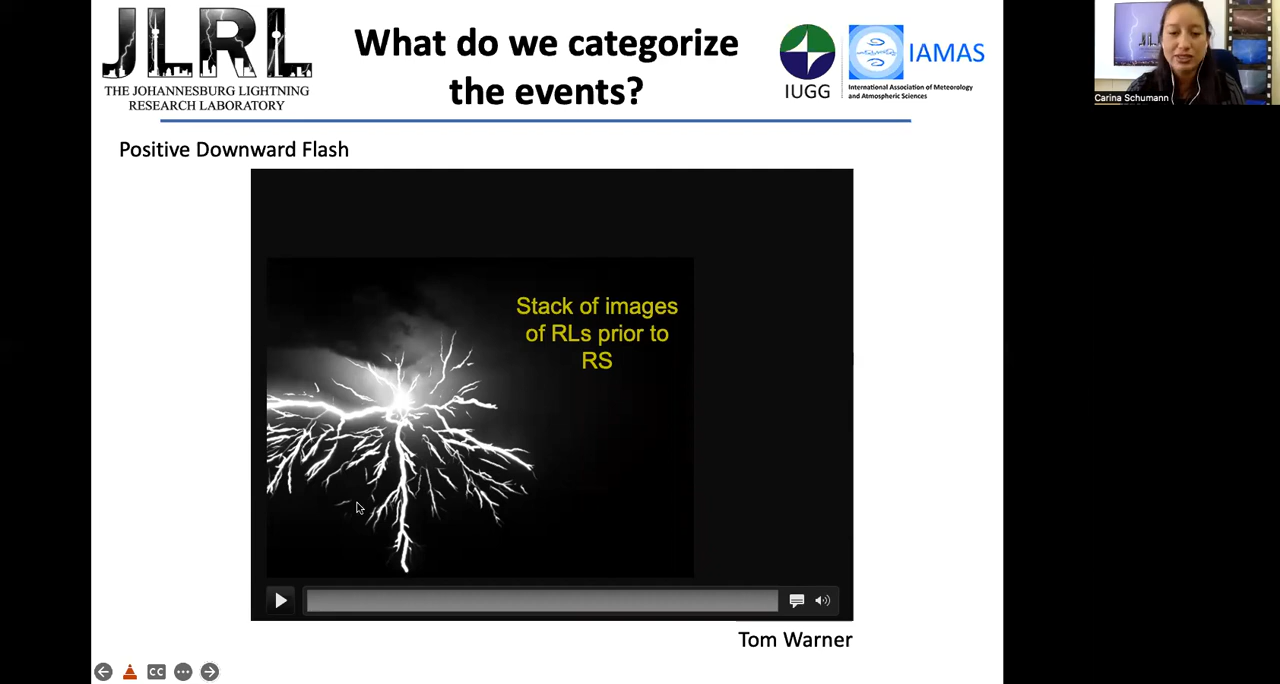 JLRL
THE JOHANNESBURG LIGHTNING
RESEARCH LABORATORY
What do we categorize
the events?
IUGG
IAMAS
International Association of Meteorology
and Atmospheric Sciences
Carina Schumann
Positive Downward Flash
Stack of images
of RLs prior to
RS
Tom Warner
CC